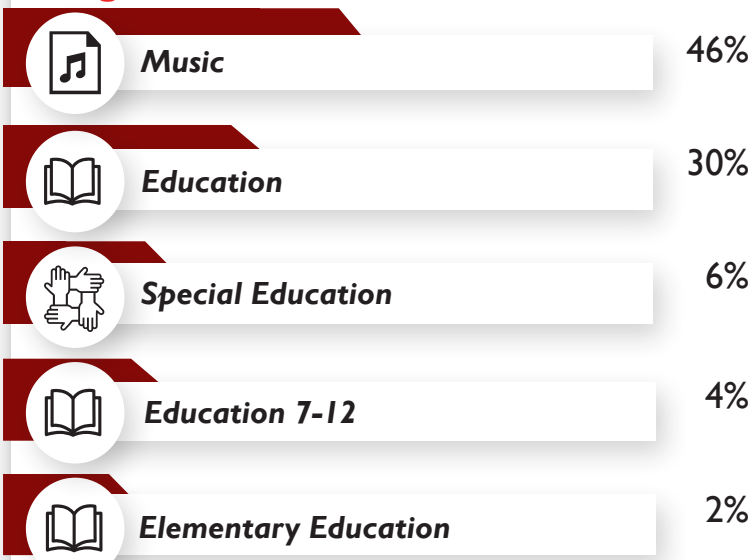 Music 46%
Education 30%
Special Education 6%
Education 7-12 4%
Elementary Education 2%